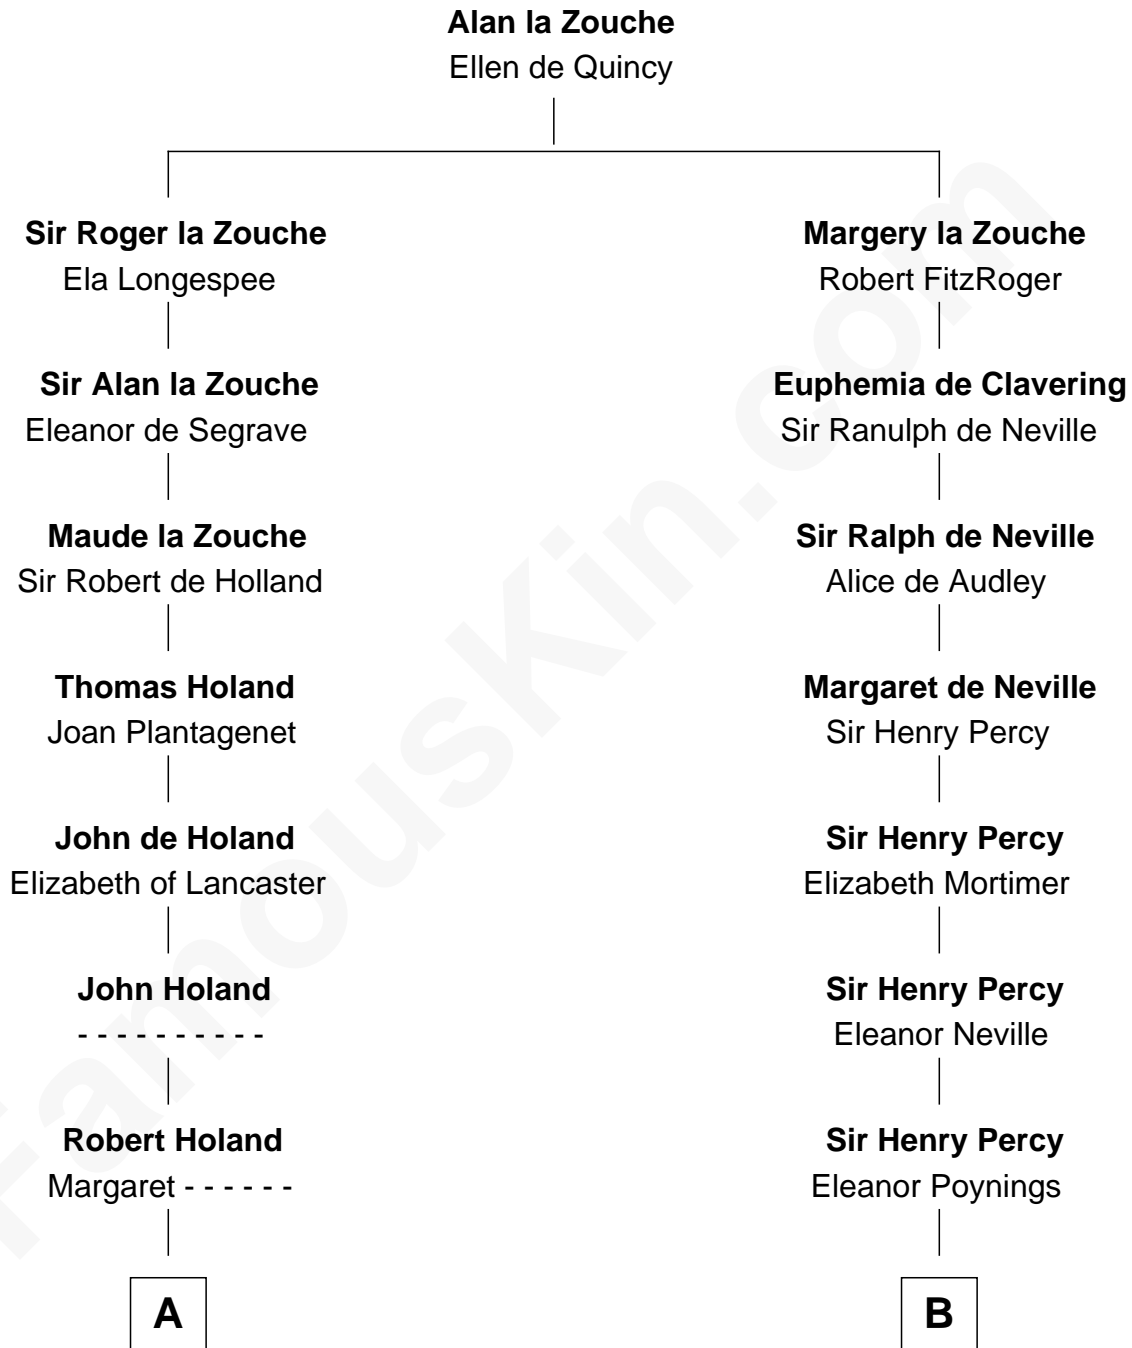 Alan la Zouche
Ellen de Quincy
Sir Roger la Zouche
Ela Longespee
Margery la Zouche
Robert FitzRoger
Sir Alan la Zouche
Eleanor de Segrave
Euphemia de Clavering
Sir Ranulph de Neville
Maude la Zouche
Sir Robert de Holland
Sir Ralph de Neville
Alice de Audley
Thomas Holand
Joan Plantagenet
Margaret de Neville
Sir Henry Percy
John de Holand
Elizabeth of Lancaster
Sir Henry Percy
Elizabeth Mortimer
John Holand
- - - - - - - - - -
Sir Henry Percy
Eleanor Neville
Robert Holand
Margaret - - - - - -
Sir Henry Percy
Eleanor Poynings
A
B
FamousKin.com